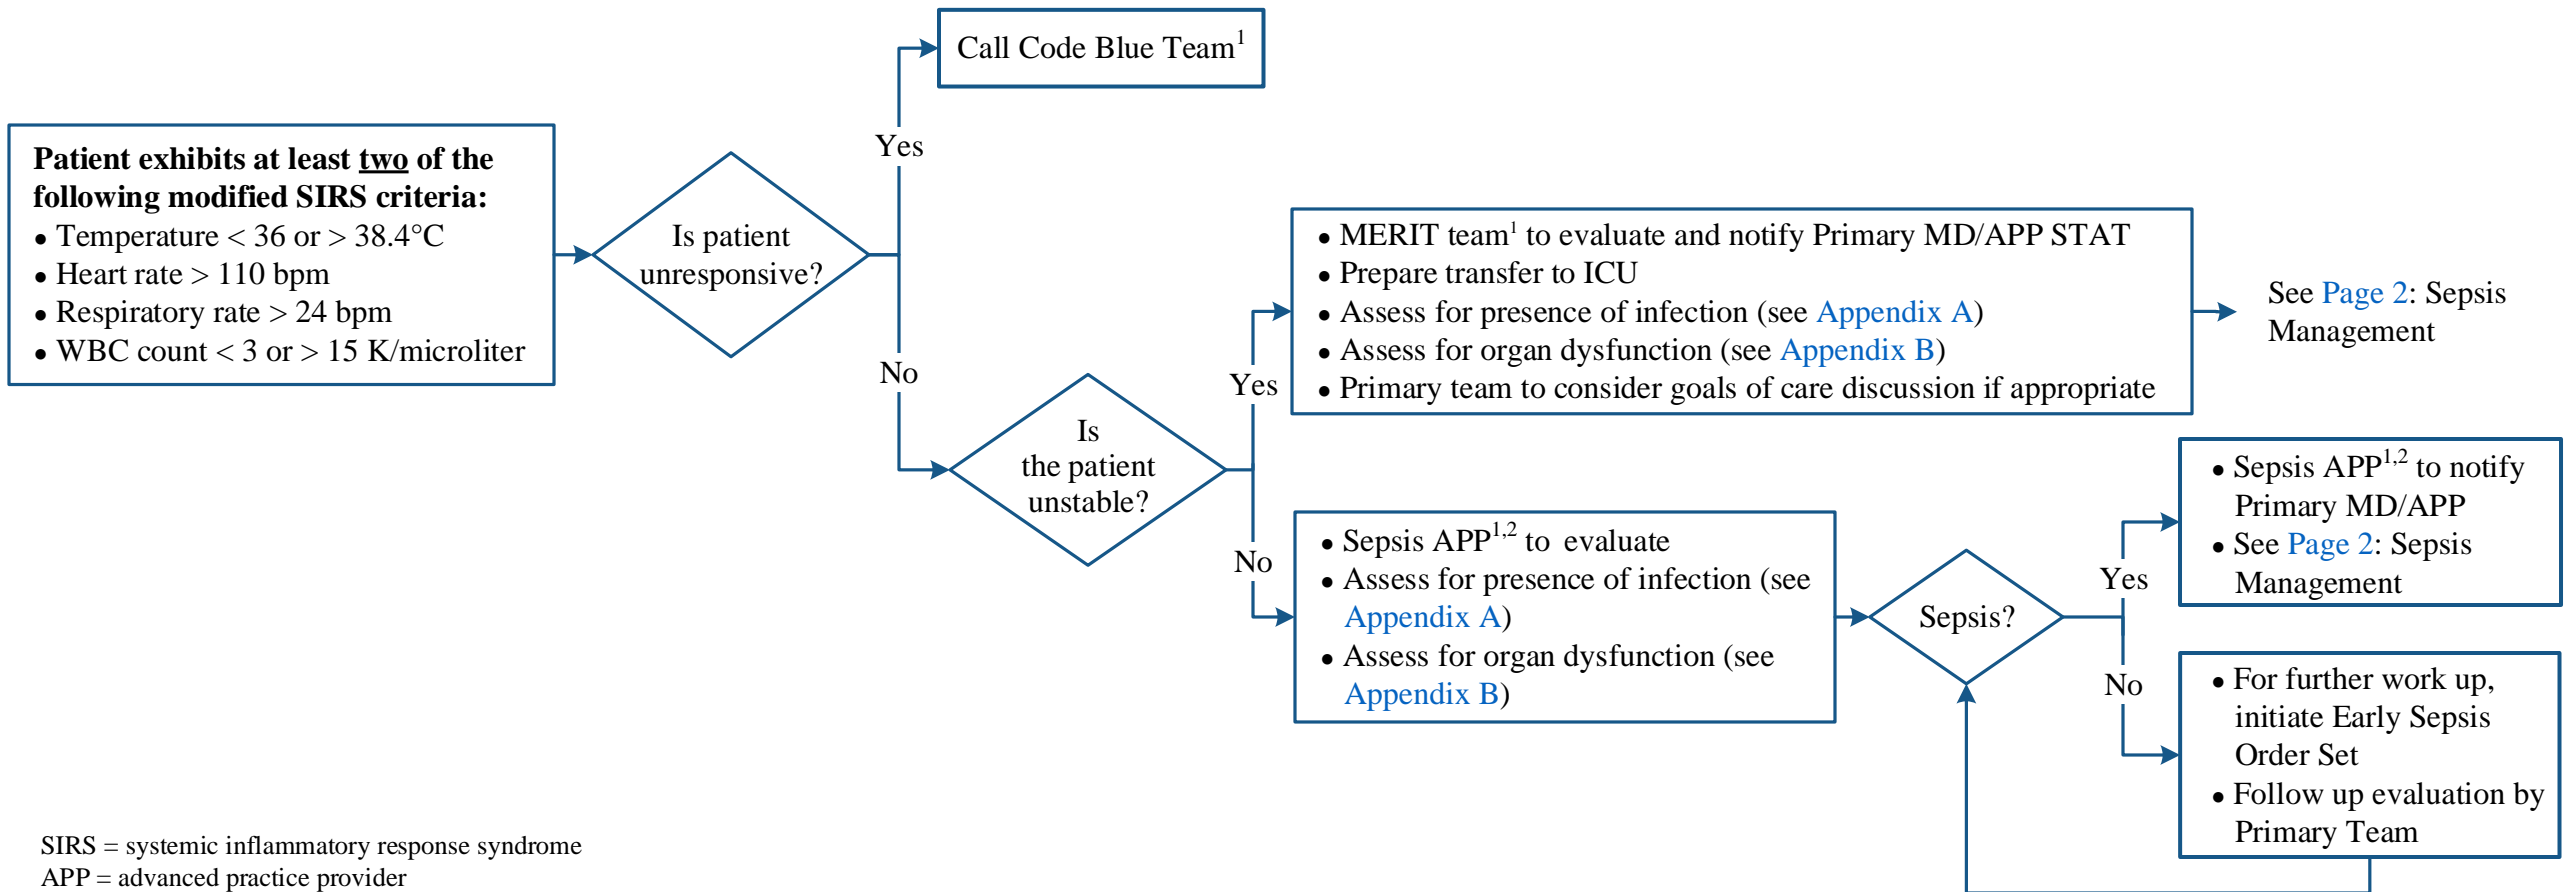 Call Code Blue Team1
Yes
Patient exhibits at least two of the
following modified SIRS criteria:
• Temperature < 36 or > 38.4°C
• Heart rate > 110 bpm
• Respiratory rate > 24 bpm
• WBC count < 3 or > 15 K/microliter
Is patient
unresponsive?
No
Is
the patient
unstable?
Yes
• MERIT team1 to evaluate and notify Primary MD/APP STAT
• Prepare transfer to ICU
• Assess for presence of infection (see Appendix A)
• Assess for organ dysfunction (see Appendix B)
• Primary team to consider goals of care discussion if appropriate
See Page 2: Sepsis
Management
No
• Sepsis APP1,2 to evaluate
• Assess for presence of infection (see
Appendix A)
• Assess for organ dysfunction (see
Appendix B)
Sepsis?
Yes
• Sepsis APP1,2 to notify
Primary MD/APP
• See Page 2: Sepsis
Management
No
• For further work up,
initiate Early Sepsis
Order Set
• Follow up evaluation by
Primary Team
SIRS = systemic inflammatory response syndrome
APP = advanced practice provider